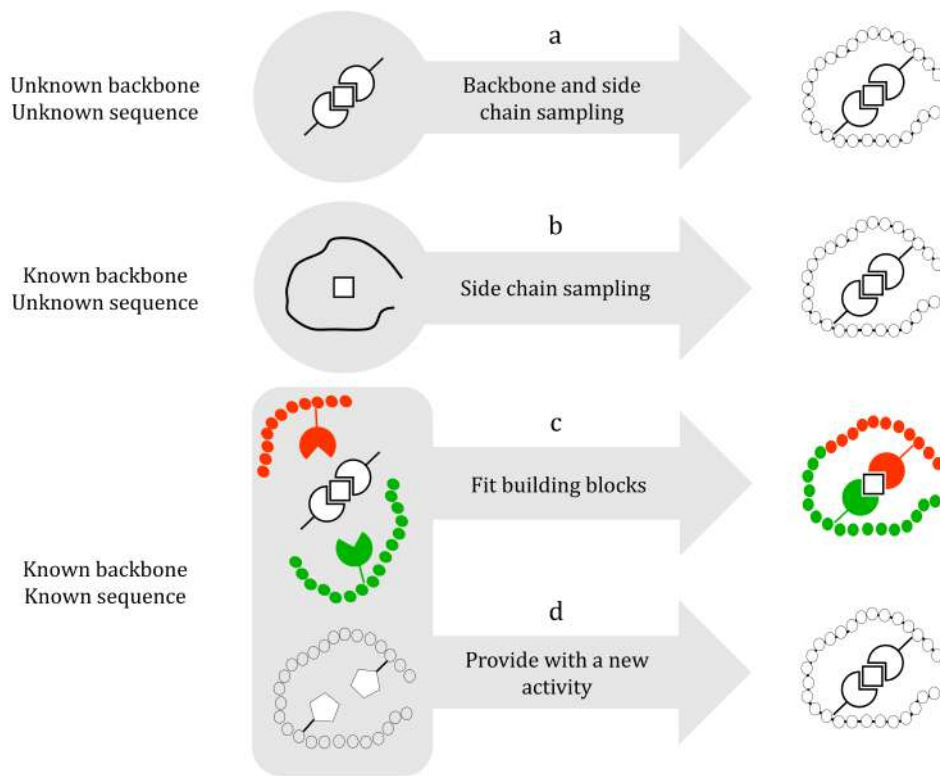 Unknown backbone
Unknown sequence
a
Backbone and side
chain sampling
Known backbone
Unknown sequence
b
Side chain sampling
Known backbone
Known sequence
c
Fit building blocks
d
Provide with a new
activity